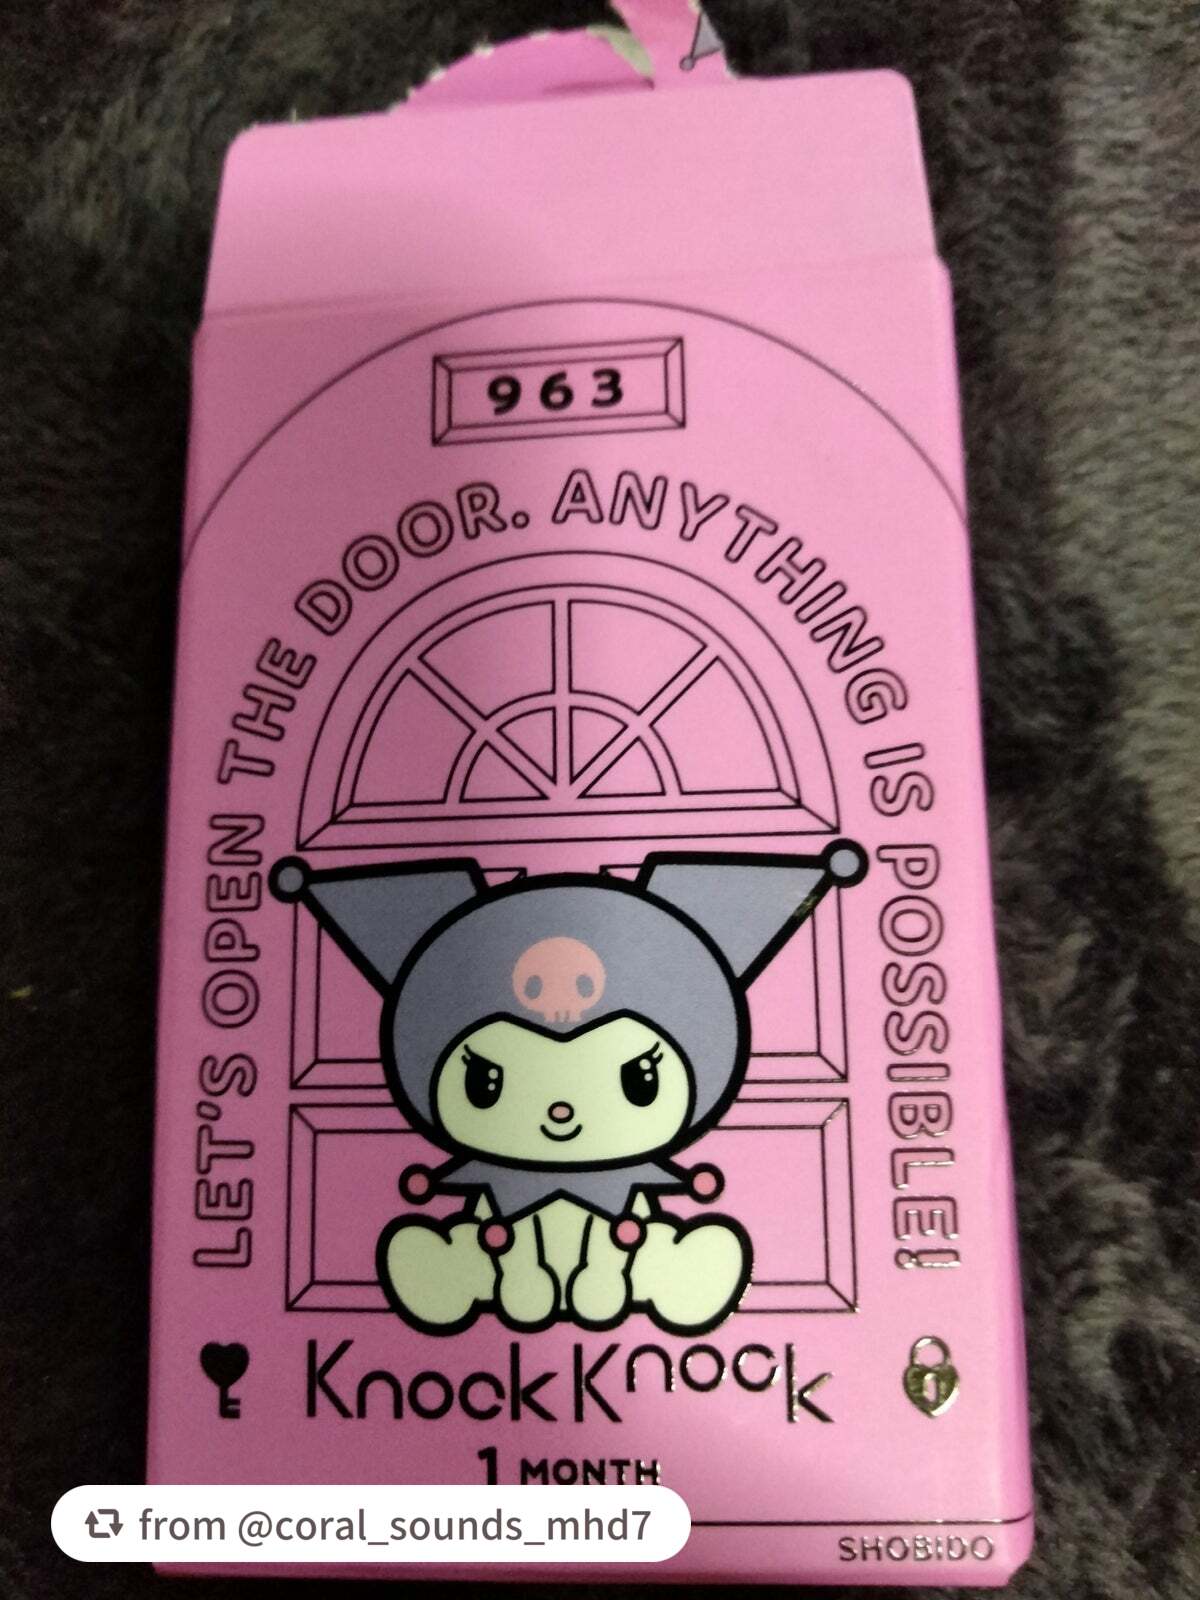 963
LET'S OPEN THE DOOR. ANYTHING IS POSSIBLE!
KnockKnock
1 MONTH
from @coral_sounds_mhd7
SHOBIDO